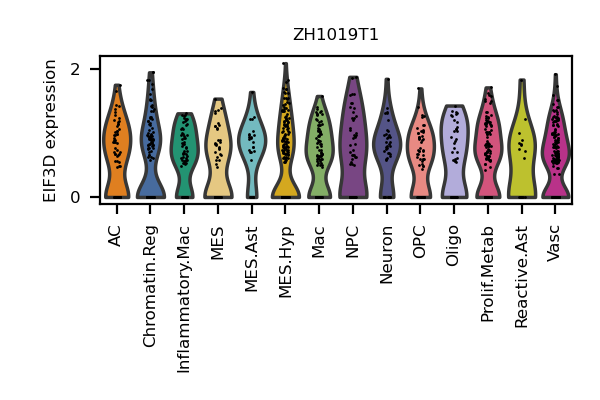 ZH1019T1
EIF3D expression
2
0
AC
Chromatin.Reg
Inflammatory.Mac
MES
MES.Ast
MES.Hyp
Mac
NPC
Neuron
OPC
Oligo
Prolif.Metab
Reactive.Ast
Vasc